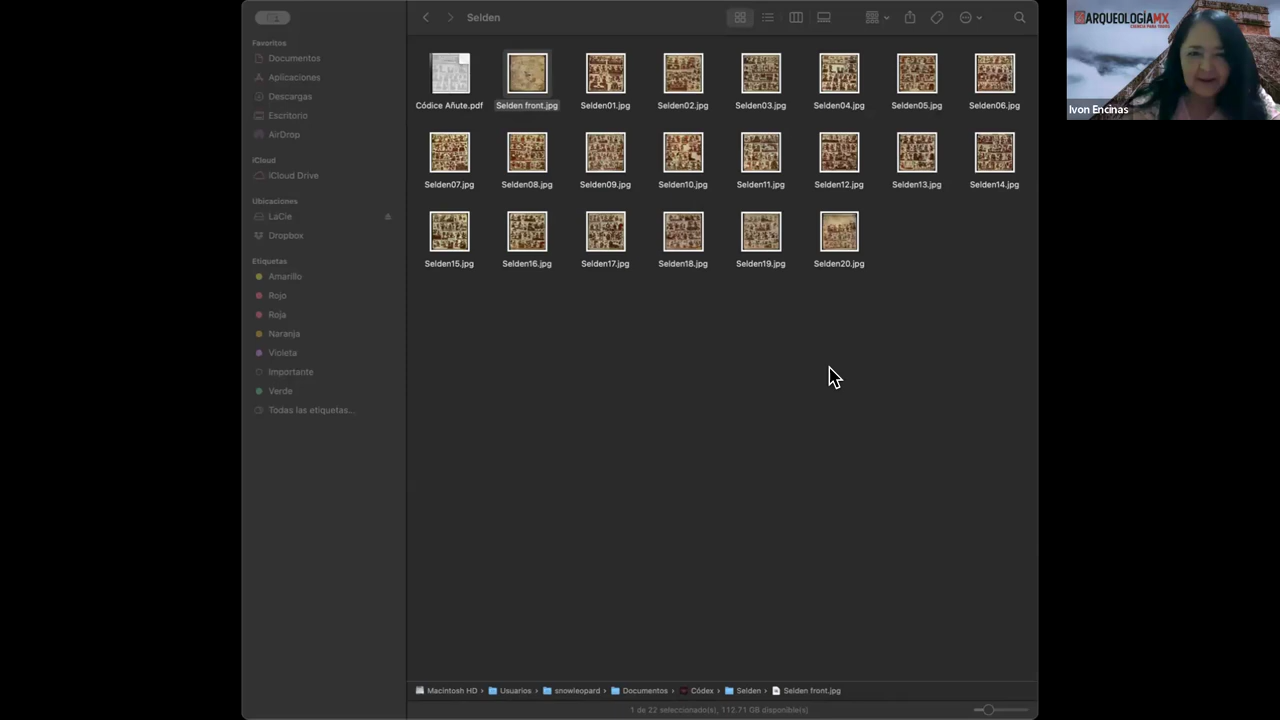 Selden
Favoritos
Documentos
Aplicaciones
Descargas
Escritorio
AirDrop
iCloud
iCloud Drive
Ubicaciones
LaCie
Dropbox
Etiquetas
Amarillo
Rojo
Roja
Naranja
Violeta
Importante
Verde
Todas las etiquetas...
Códice Añute.pdf
Selden front.jpg
Selden01.jpg
Selden02.jpg
Selden03.jpg
Selden04.jpg
Selden05.jpg
Selden06.jpg
Selden07.jpg
Selden08.jpg
Selden09.jpg
Selden10.jpg
Selden11.jpg
Selden12.jpg
Selden13.jpg
Selden14.jpg
Selden15.jpg
Selden16.jpg
Selden17.jpg
Selden18.jpg
Selden19.jpg
Selden20.jpg
Macintosh HD › Usuarios › snowleopard › Documentos › Códex › Selden › Selden front.jpg
1 de 22 seleccionado(s), 112.71 GB disponible(s)
ARQUEOLOGÍAMX
CIENCIA PARA TODOS
Ivon Encinas